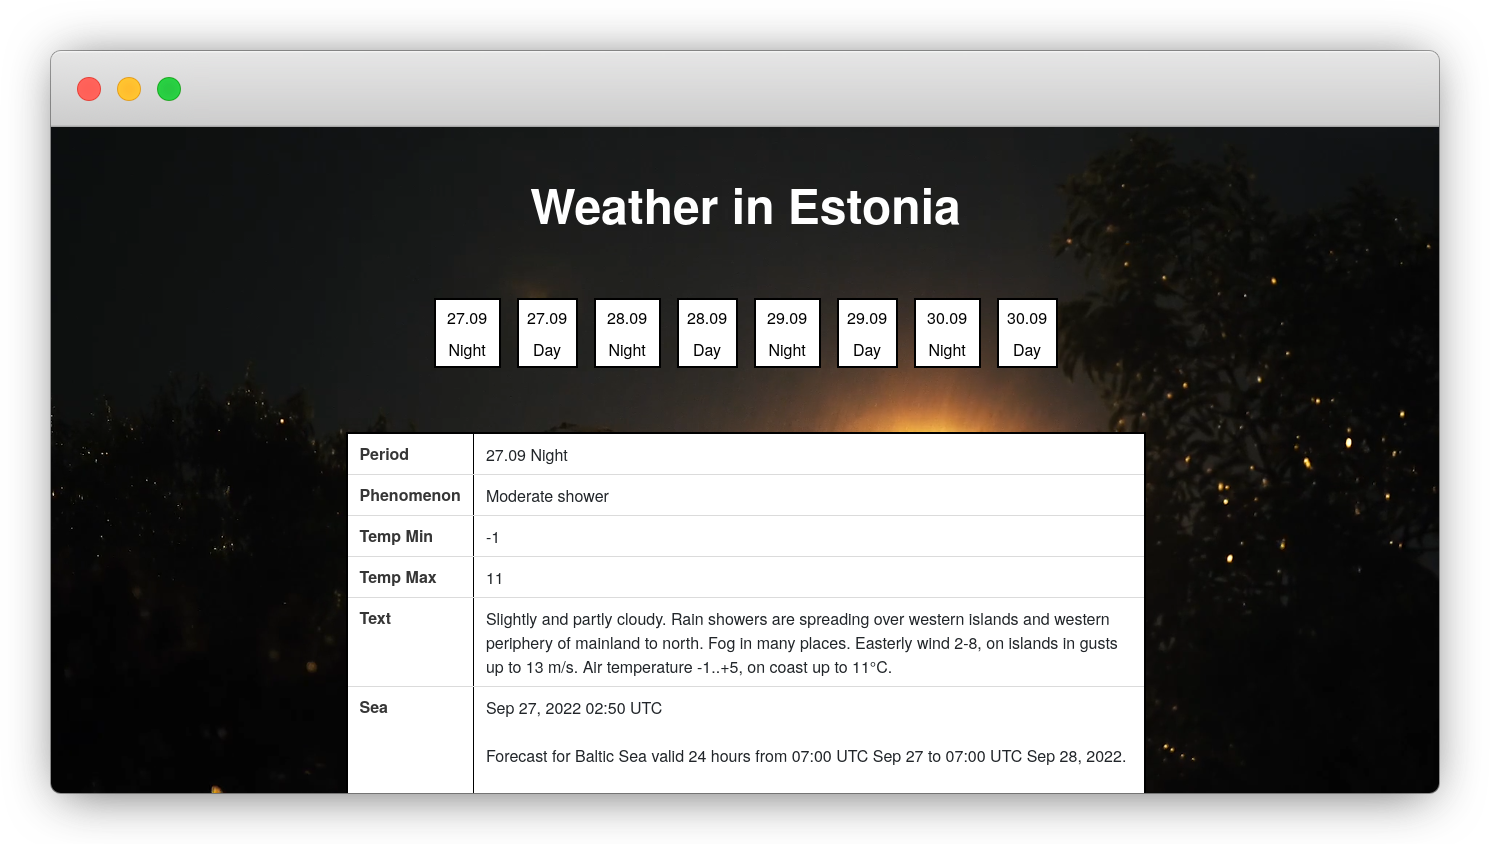 Weather in Estonia
27.09 27.09 28.09 28.09 29.09 29.09 30.09 30.09
Night Day Night Day Night Day Night Day
Period 27.09 Night
Phenomenon Moderate shower
Temp Min -1
Temp Max 11
Text Slightly and partly cloudy. Rain showers are spreading over western islands and western
periphery of mainland to north. Fog in many places. Easterly wind 2-8, on islands in gusts
up to 13 m/s. Air temperature -1..+5, on coast up to 11°C.
Sea Sep 27, 2022 02:50 UTC
Forecast for Baltic Sea valid 24 hours from 07:00 UTC Sep 27 to 07:00 UTC Sep 28, 2022.